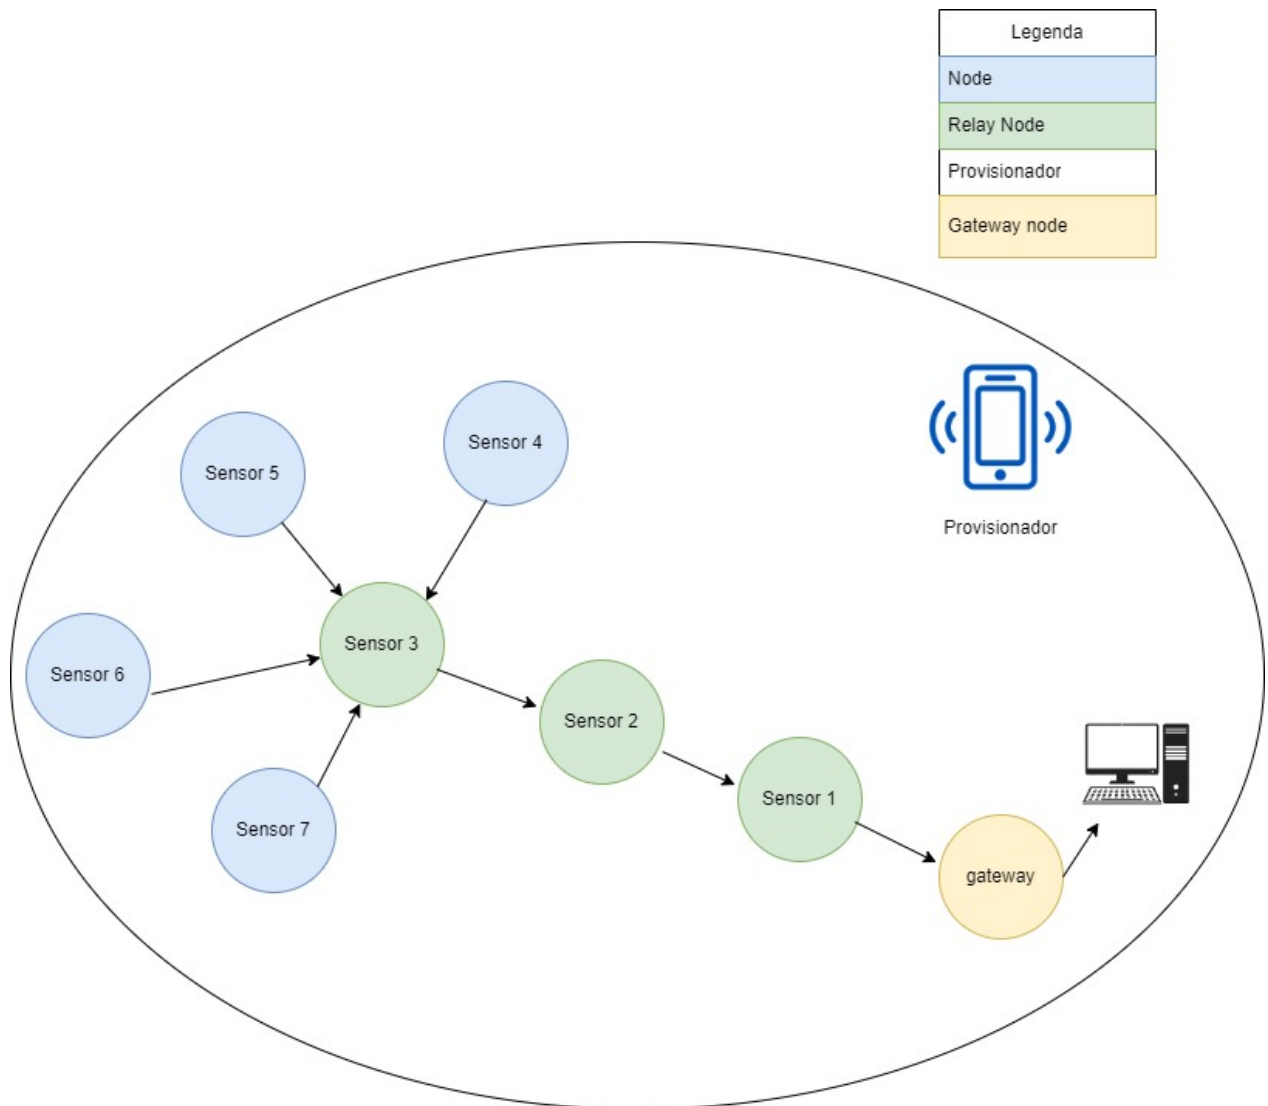 Legenda
Node
Relay Node
Provisionador
Gateway node
Sensor 4
Sensor 5
Provisionador
Sensor 3
Sensor 6
Sensor 2
Sensor 1
Sensor 7
gateway